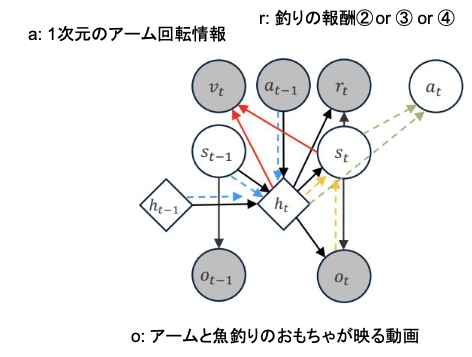 r: 釣りの報酬② or ③ or ④
a: 1次元のアーム回転情報
v_t a_{t-1} r_t a_t
s_{t-1} s_t
h_{t-1} h_t
o_{t-1} o_t
o: アームと魚釣りのおもちゃが映る動画